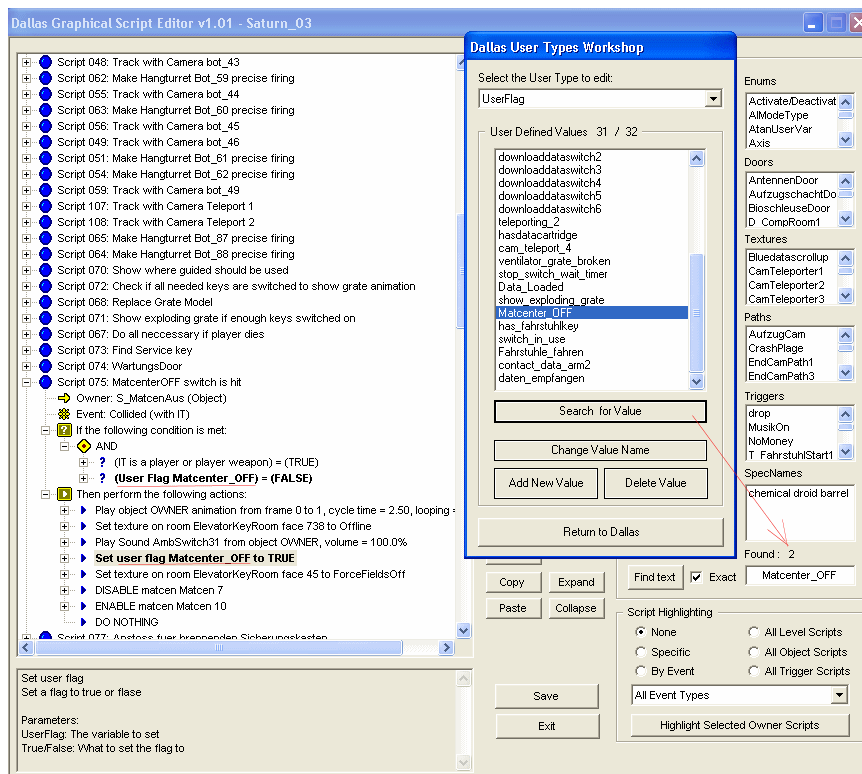 Dallas Graphical Script Editor v1.01 - Saturn_03
Script 048: Track with Camera bot_43
Script 062: Make Hangturret Bot_59 precise firing
Script 055: Track with Camera bot_44
Script 063: Make Hangturret Bot_60 precise firing
Script 056: Track with Camera bot_45
Script 049: Track with Camera bot_46
Script 051: Make Hangturret Bot_61 precise firing
Script 054: Make Hangturret Bot_62 precise firing
Script 059: Track with Camera bot_49
Script 107: Track with Camera Teleport 1
Script 108: Track with Camera Teleport 2
Script 065: Make Hangturret Bot_87 precise firing
Script 064: Make Hangturret Bot_88 precise firing
Script 070: Show where guided should be used
Script 072: Check if all needed keys are switched to show grate animation
Script 068: Replace Grate Model
Script 071: Show exploding grate if enough keys switched on
Script 067: Do all neccessary if player dies
Script 073: Find Service key
Script 074: WartungsDoor
Script 075: MatcenterOFF switch is hit
Owner: S_MatcenAus (Object)
Event: Collided (with IT)
If the following condition is met:
AND
(IT is a player or player weapon) = (TRUE)
(User Flag Matcenter_OFF) = (FALSE)
Then perform the following actions:
Play object OWNER animation from frame 0 to 1, cycle time = 2.50, looping =
Set texture on room ElevatorKeyRoom face 738 to Offline
Play Sound AmbSwitch31 from object OWNER, volume = 100.0%
Set user flag Matcenter_OFF to TRUE
Set texture on room ElevatorKeyRoom face 45 to ForceFieldsOff
DISABLE matcen Matcen 7
ENABLE matcen Matcen 10
DO NOTHING
Script 077: Anstoss fuer brennenden Sicherungskasten
Set user flag
Set a flag to true or flase
Parameters:
UserFlag: The variable to set
True/False: What to set the flag to
Dallas User Types Workshop
Select the User Type to edit:
UserFlag
User Defined Values 31 / 32
downloaddataswitch2
downloaddataswitch3
downloaddataswitch4
downloaddataswitch5
downloaddataswitch6
teleporting_2
hasdatacartridge
cam_teleport_4
ventilator_grate_broken
stop_switch_wait_timer
Data_Loaded
show_exploding_grate
Matcenter_OFF
has_fahrstuhlkey
switch_in_use
Fahrstuhle_fahren
contact_data_arm2
daten_empfangen
Search for Value
Change Value Name
Add New Value
Delete Value
Return to Dallas
Copy
Expand
Paste
Collapse
Save
Exit
Enums
Activate/Deactivat
AIModeType
AtanUserVar
Axis
Doors
AntennenDoor
AufzugschachtDo
BioschleuseDoor
D_CompRoom1
Textures
Bluedatascrollup
CamTeleporter1
CamTeleporter2
CamTeleporter3
Paths
AufzugCam
CrashPlage
EndCamPath1
EndCamPath3
Triggers
drop
MusikOn
NoMoney
T_FahrstuhlStart1
SpecNames
chemical droid barrel
Found : 2
Find text
Exact
Matcenter_OFF
Script Highlighting
None
All Level Scripts
Specific
All Object Scripts
By Event
All Trigger Scripts
All Event Types
Highlight Selected Owner Scripts